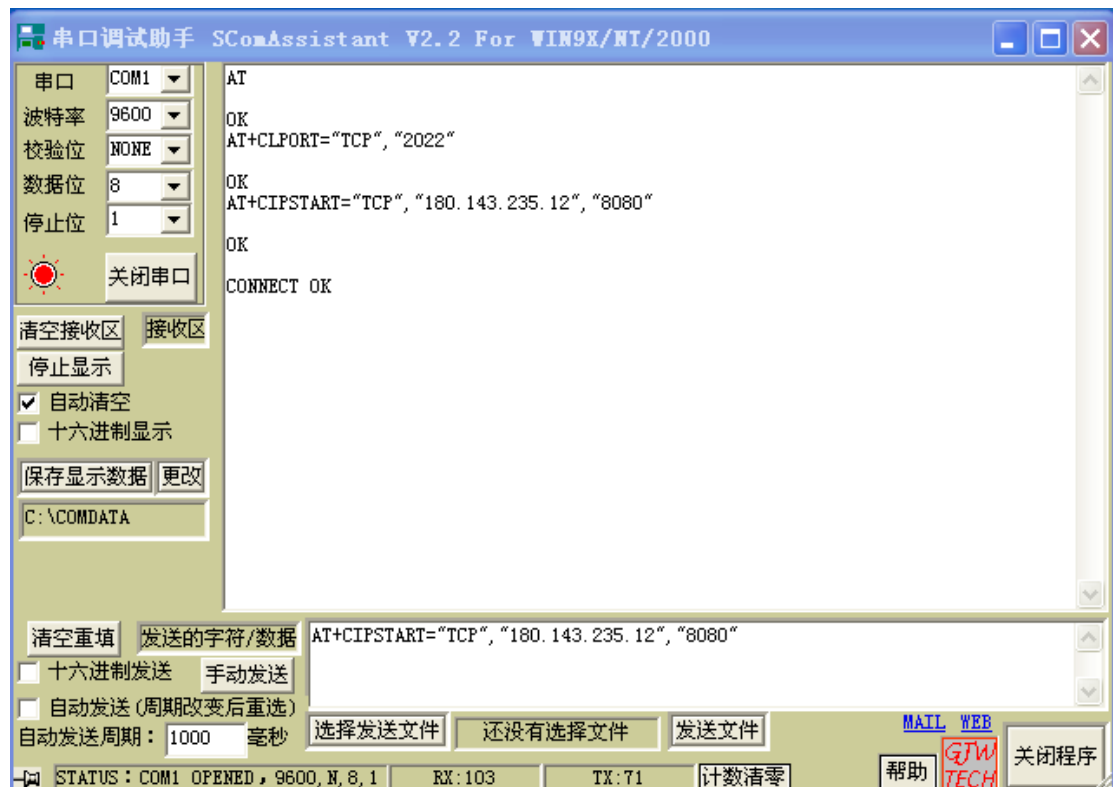 串口调试助手 SComAssistant V2.2 For WIN9X/NT/2000
串口 COM1
波特率 9600
校验位 NONE
数据位 8
停止位 1
关闭串口
清空接收区 接收区
停止显示
自动清空
十六进制显示
保存显示数据 更改
C:\COMDATA
AT
OK
AT+CLPORT="TCP", "2022"
OK
AT+CIPSTART="TCP", "180.143.235.12", "8080"
OK
CONNECT OK
清空重填 发送的字符/数据 AT+CIPSTART="TCP", "180.143.235.12", "8080"
十六进制发送 手动发送
自动发送(周期改变后重选)
自动发送周期: 1000 毫秒 选择发送文件 还没有选择文件 发送文件 MAIL WEB
STATUS:COM1 OPENED,9600,N,8,1 RX:103 TX:71 计数清零 帮助 GJW TECH 关闭程序